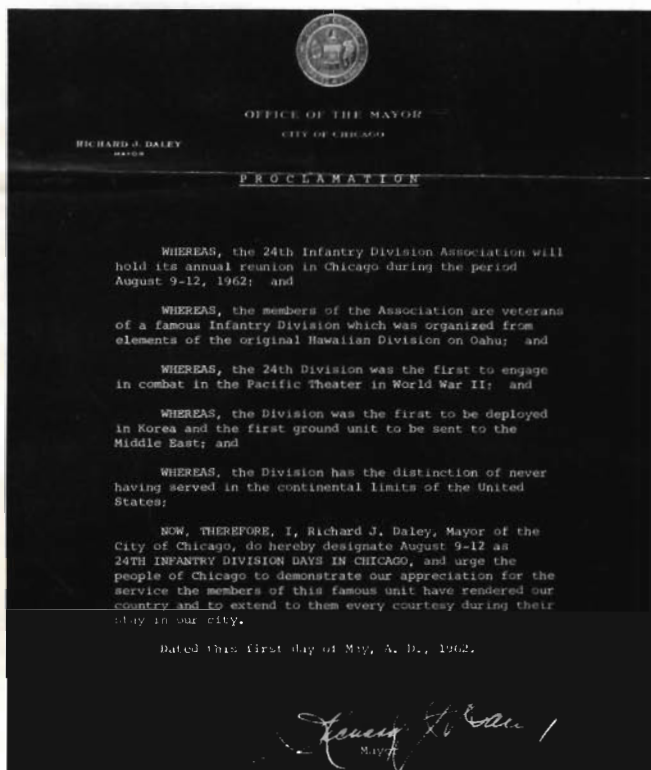 OFFICE OF THE MAYOR
CITY OF CHICAGO
RICHARD J. DALEY
MAYOR
PROCLAMATION
WHEREAS, the 24th Infantry Division Association will
hold its annual reunion in Chicago during the period
August 9-12, 1962; and
WHEREAS, the members of the Association are veterans
of a famous Infantry Division which was organized from
elements of the original Hawaiian Division on Oahu; and
WHEREAS, the 24th Division was the first to engage
in combat in the Pacific Theater in World War II; and
WHEREAS, the Division was the first to be deployed
in Korea and the first ground unit to be sent to the
Middle East; and
WHEREAS, the Division has the distinction of never
having served in the continental limits of the United
States;
NOW, THEREFORE, I, Richard J. Daley, Mayor of the
City of Chicago, do hereby designate August 9-12 as
24TH INFANTRY DIVISION DAYS IN CHICAGO, and urge the
people of Chicago to demonstrate our appreciation for the
service the members of this famous unit have rendered our
country and to extend to them every courtesy during their
stay in our city.
Dated this first day of May, A. D., 1962.
Mayor